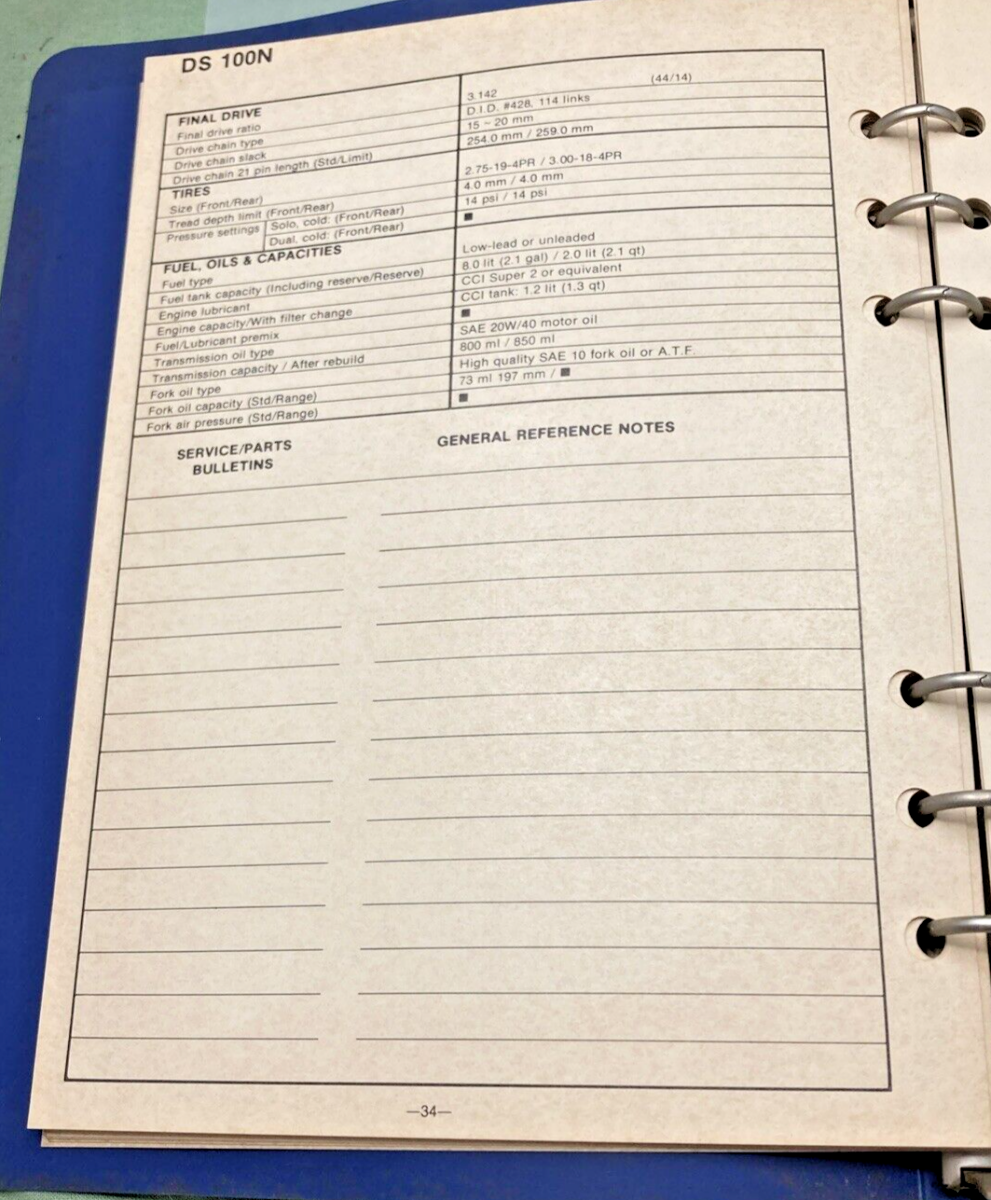 DS 100N
FINAL DRIVE
Final drive ratio 3.142 (44/14)
Drive chain type D.I.D. #428, 114 links
Drive chain slack 15 ~ 20 mm
Drive chain 21 pin length (Std/Limit) 254.0 mm / 259.0 mm
TIRES
Size (Front/Rear) 2.75-19-4PR / 3.00-18-4PR
Tread depth limit (Front/Rear) 4.0 mm / 4.0 mm
Pressure settings Solo, cold: (Front/Rear) 14 psi / 14 psi
Dual, cold: (Front/Rear) ■
FUEL, OILS & CAPACITIES
Fuel type Low-lead or unleaded
Fuel tank capacity (Including reserve/Reserve) 8.0 lit (2.1 gal) / 2.0 lit (2.1 qt)
Engine lubricant CCI Super 2 or equivalent
Engine capacity/With filter change CCI tank: 1.2 lit (1.3 qt)
Fuel/Lubricant premix ■
Transmission oil type SAE 20W/40 motor oil
Transmission capacity / After rebuild 800 ml / 850 ml
Fork oil type High quality SAE 10 fork oil or A.T.F.
Fork oil capacity (Std/Range) 73 ml 197 mm / ■
Fork air pressure (Std/Range) ■
SERVICE/PARTS
BULLETINS
GENERAL REFERENCE NOTES
—34—